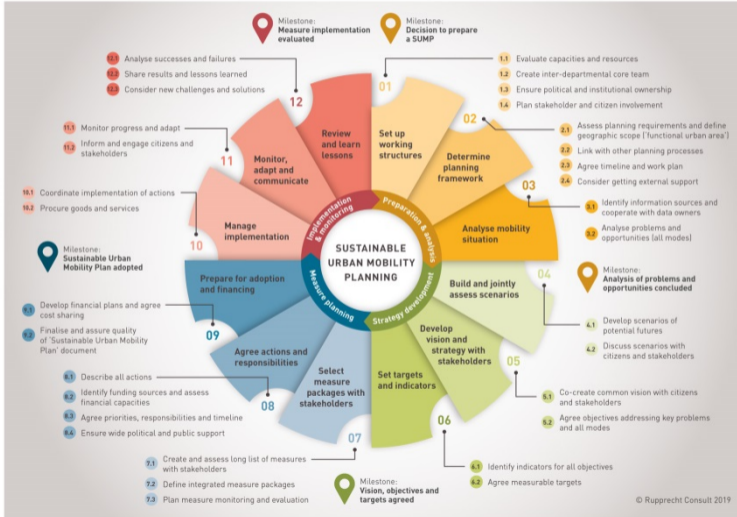 Milestone:
Measure implementation
evaluated
Milestone:
Decision to prepare
a SUMP
12.1 Analyse successes and failures
12.2 Share results and lessons learned
12.3 Consider new challenges and solutions
1.1 Evaluate capacities and resources
1.2 Create inter-departmental core team
1.3 Ensure political and institutional ownership
1.4 Plan stakeholder and citizen involvement
11.1 Monitor progress and adapt
11.2 Inform and engage citizens and
stakeholders
2.1 Assess planning requirements and define
geographic scope ('functional urban area')
2.2 Link with other planning processes
2.3 Agree timeline and work plan
2.4 Consider getting external support
10.1 Coordinate implementation of actions
10.2 Procure goods and services
3.1 Identify information sources and
cooperate with data owners
3.2 Analyse problems and
opportunities (all modes)
Milestone:
Sustainable Urban
Mobility Plan adopted
Milestone:
Analysis of problems and
opportunities concluded
12
Review
and learn
lessons
01
Set up
working
structures
02
Determine
planning
framework
03
Analyse mobility
situation
04
Build and jointly
assess scenarios
05
Develop
vision and
strategy with
stakeholders
06
Set targets
and indicators
07
Select
measure
packages with
stakeholders
08
Agree actions and
responsibilities
09
Prepare for adoption
and financing
10
Manage
implementation
11
Monitor,
adapt and
communicate
Implementation
& monitoring
Preparation & analysis
Strategy development
Measure planning
SUSTAINABLE
URBAN MOBILITY
PLANNING
9.1 Develop financial plans and agree
cost sharing
9.2 Finalise and assure quality
of 'Sustainable Urban Mobility
Plan' document
4.1 Develop scenarios of
potential futures
4.2 Discuss scenarios with
citizens and stakeholders
8.1 Describe all actions
8.2 Identify funding sources and assess
financial capacities
8.3 Agree priorities, responsibilities and timeline
8.4 Ensure wide political and public support
5.1 Co-create common vision with citizens
and stakeholders
5.2 Agree objectives addressing key problems
and all modes
7.1 Create and assess long list of measures
with stakeholders
7.2 Define integrated measure packages
7.3 Plan measure monitoring and evaluation
Milestone:
Vision, objectives and
targets agreed
6.1 Identify indicators for all objectives
6.2 Agree measurable targets
© Rupprecht Consult 2019